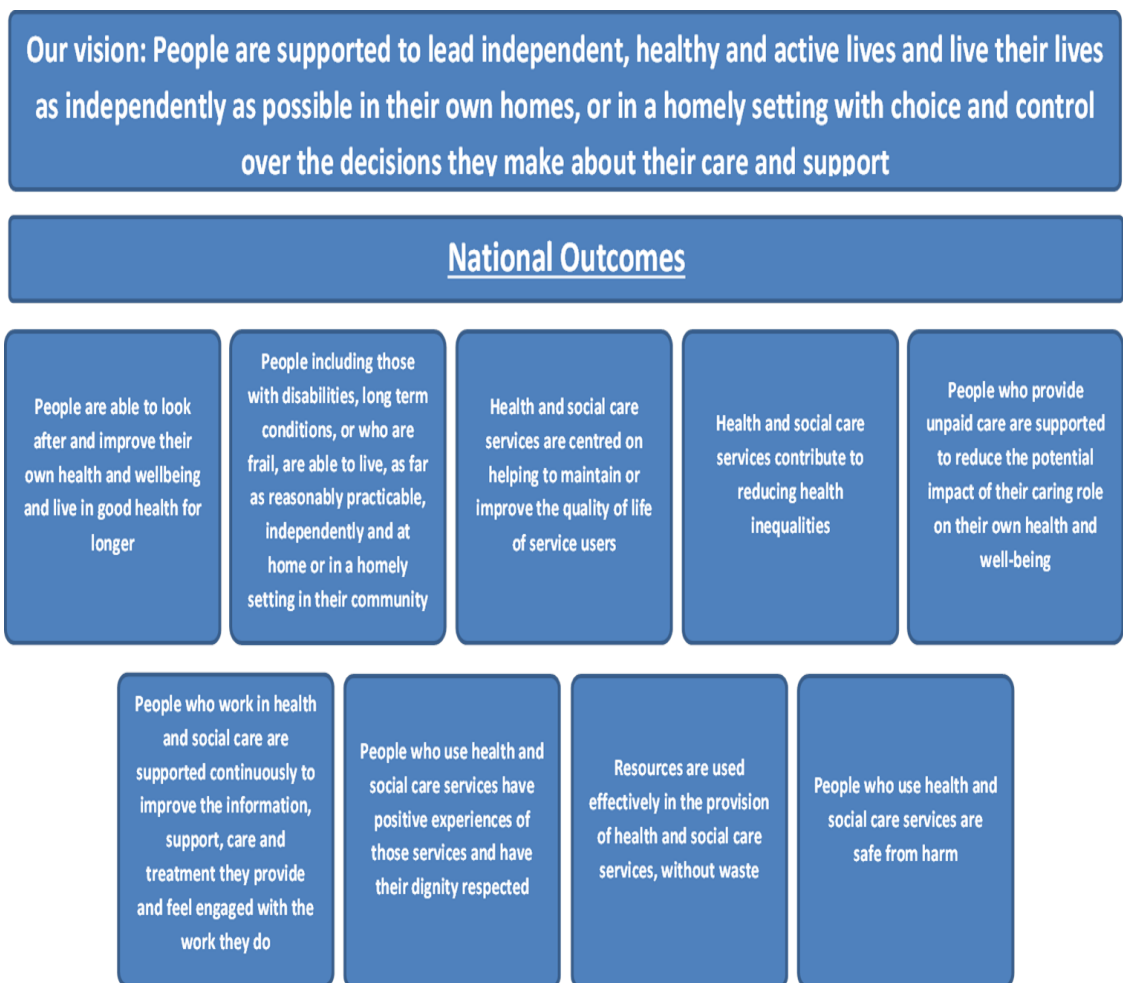 Our vision: People are supported to lead independent, healthy and active lives and live their lives
as independently as possible in their own homes, or in a homely setting with choice and control
over the decisions they make about their care and support
National Outcomes
People are able to look
after and improve their
own health and wellbeing
and live in good health for
longer
People including those
with disabilities, long term
conditions, or who are
frail, are able to live, as far
as reasonably practicable,
independently and at
home or in a homely
setting in their community
Health and social care
services are centred on
helping to maintain or
improve the quality of life
of service users
Health and social care
services contribute to
reducing health
inequalities
People who provide
unpaid care are supported
to reduce the potential
impact of their caring role
on their own health and
well-being
People who work in health
and social care are
supported continuously to
improve the information,
support, care and
treatment they provide
and feel engaged with the
work they do
People who use health and
social care services have
positive experiences of
those services and have
their dignity respected
Resources are used
effectively in the provision
of health and social care
services, without waste
People who use health and
social care services are
safe from harm